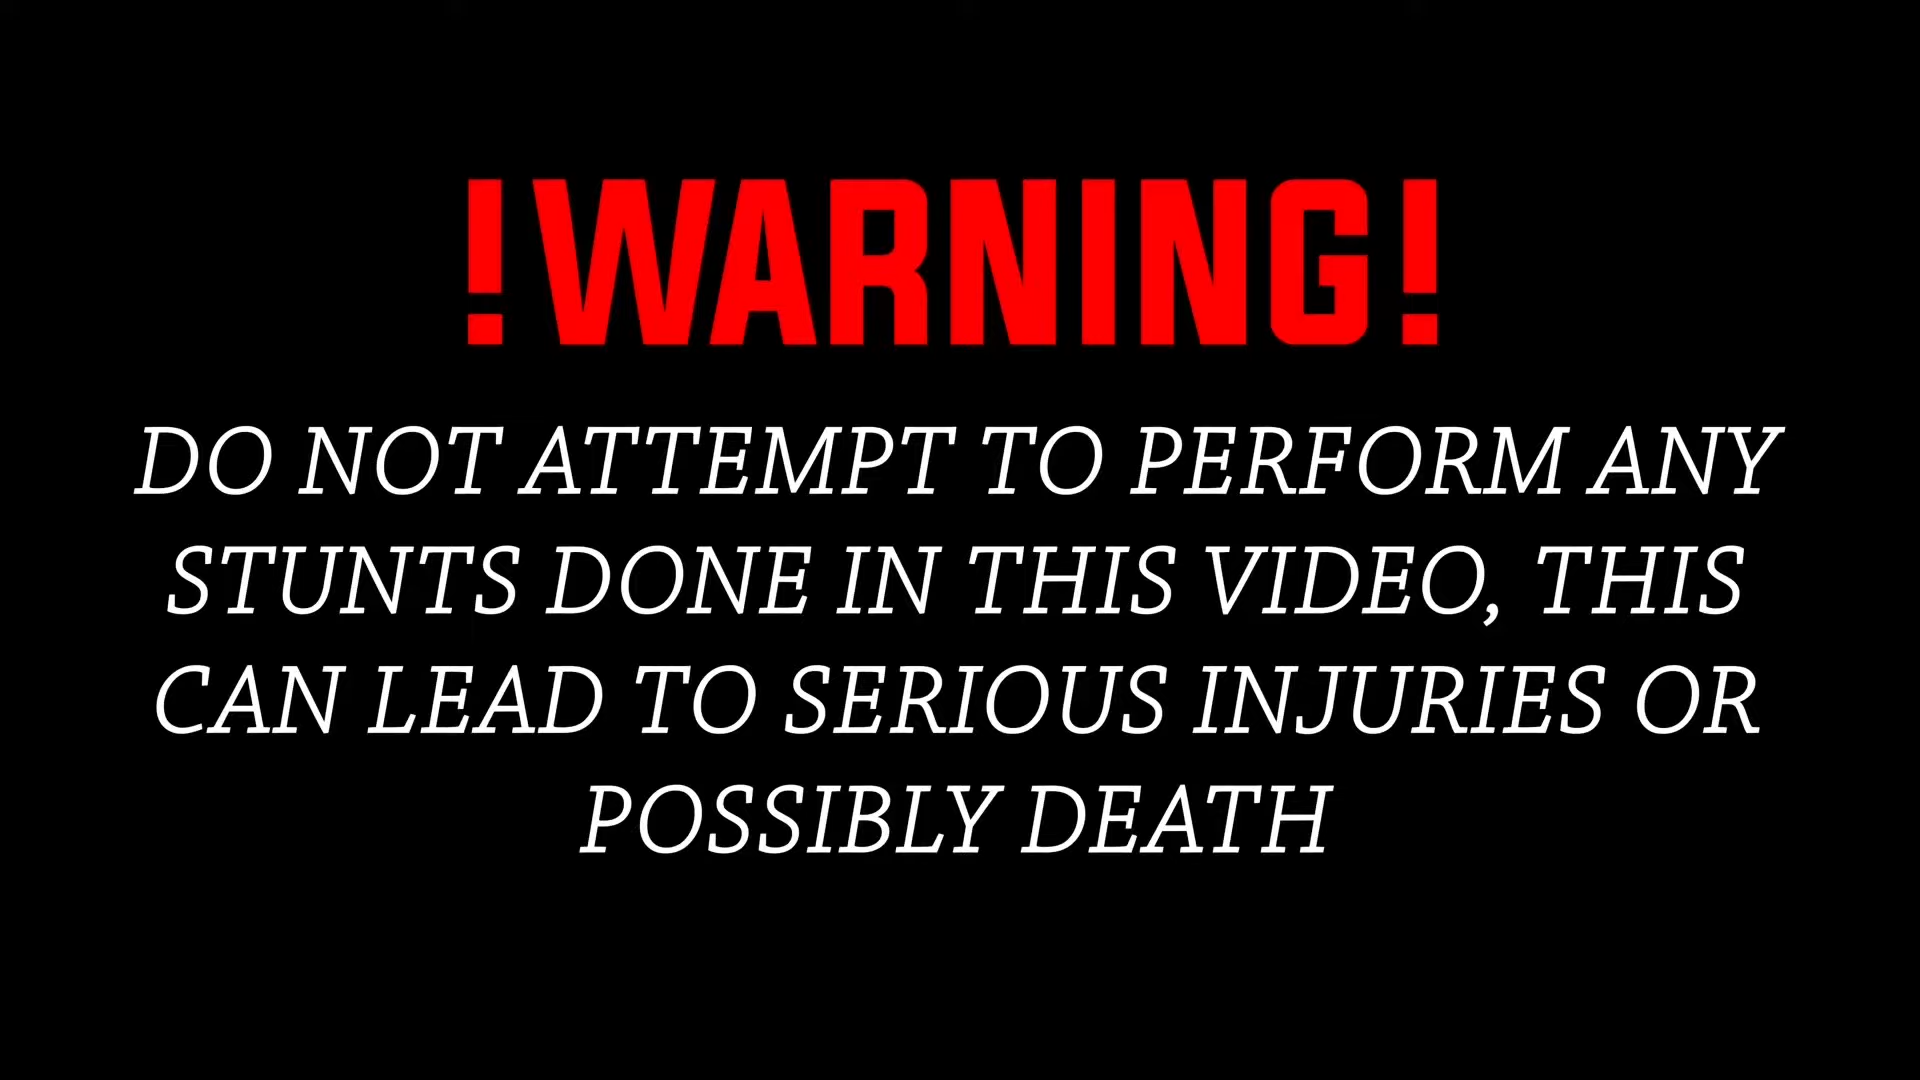 !WARNING!
DO NOT ATTEMPT TO PERFORM ANY
STUNTS DONE IN THIS VIDEO, THIS
CAN LEAD TO SERIOUS INJURIES OR
POSSIBLY DEATH